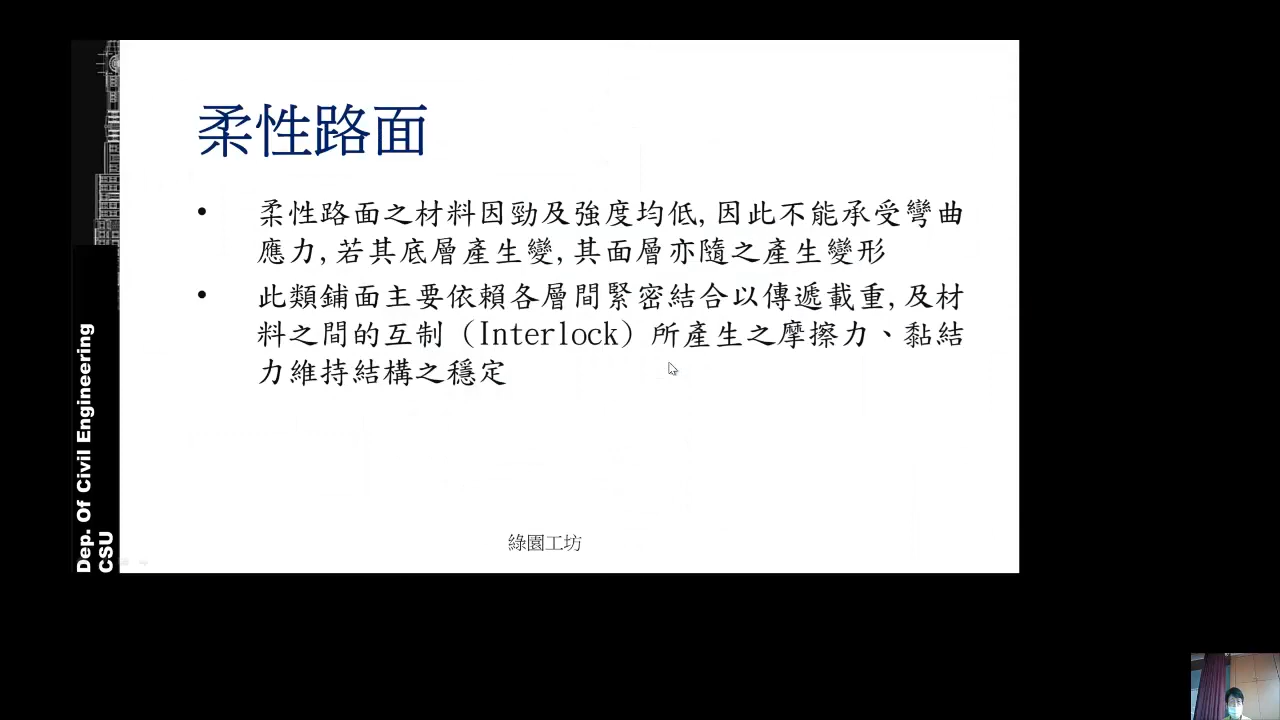 柔性路面
• 柔性路面之材料因勁及強度均低,因此不能承受彎曲
應力,若其底層產生變,其面層亦隨之產生變形
• 此類鋪面主要依賴各層間緊密結合以傳遞載重,及材
料之間的互制（Interlock）所產生之摩擦力、黏結
力維持結構之穩定
綠園工坊
Dep. Of Civil Engineering
CSU